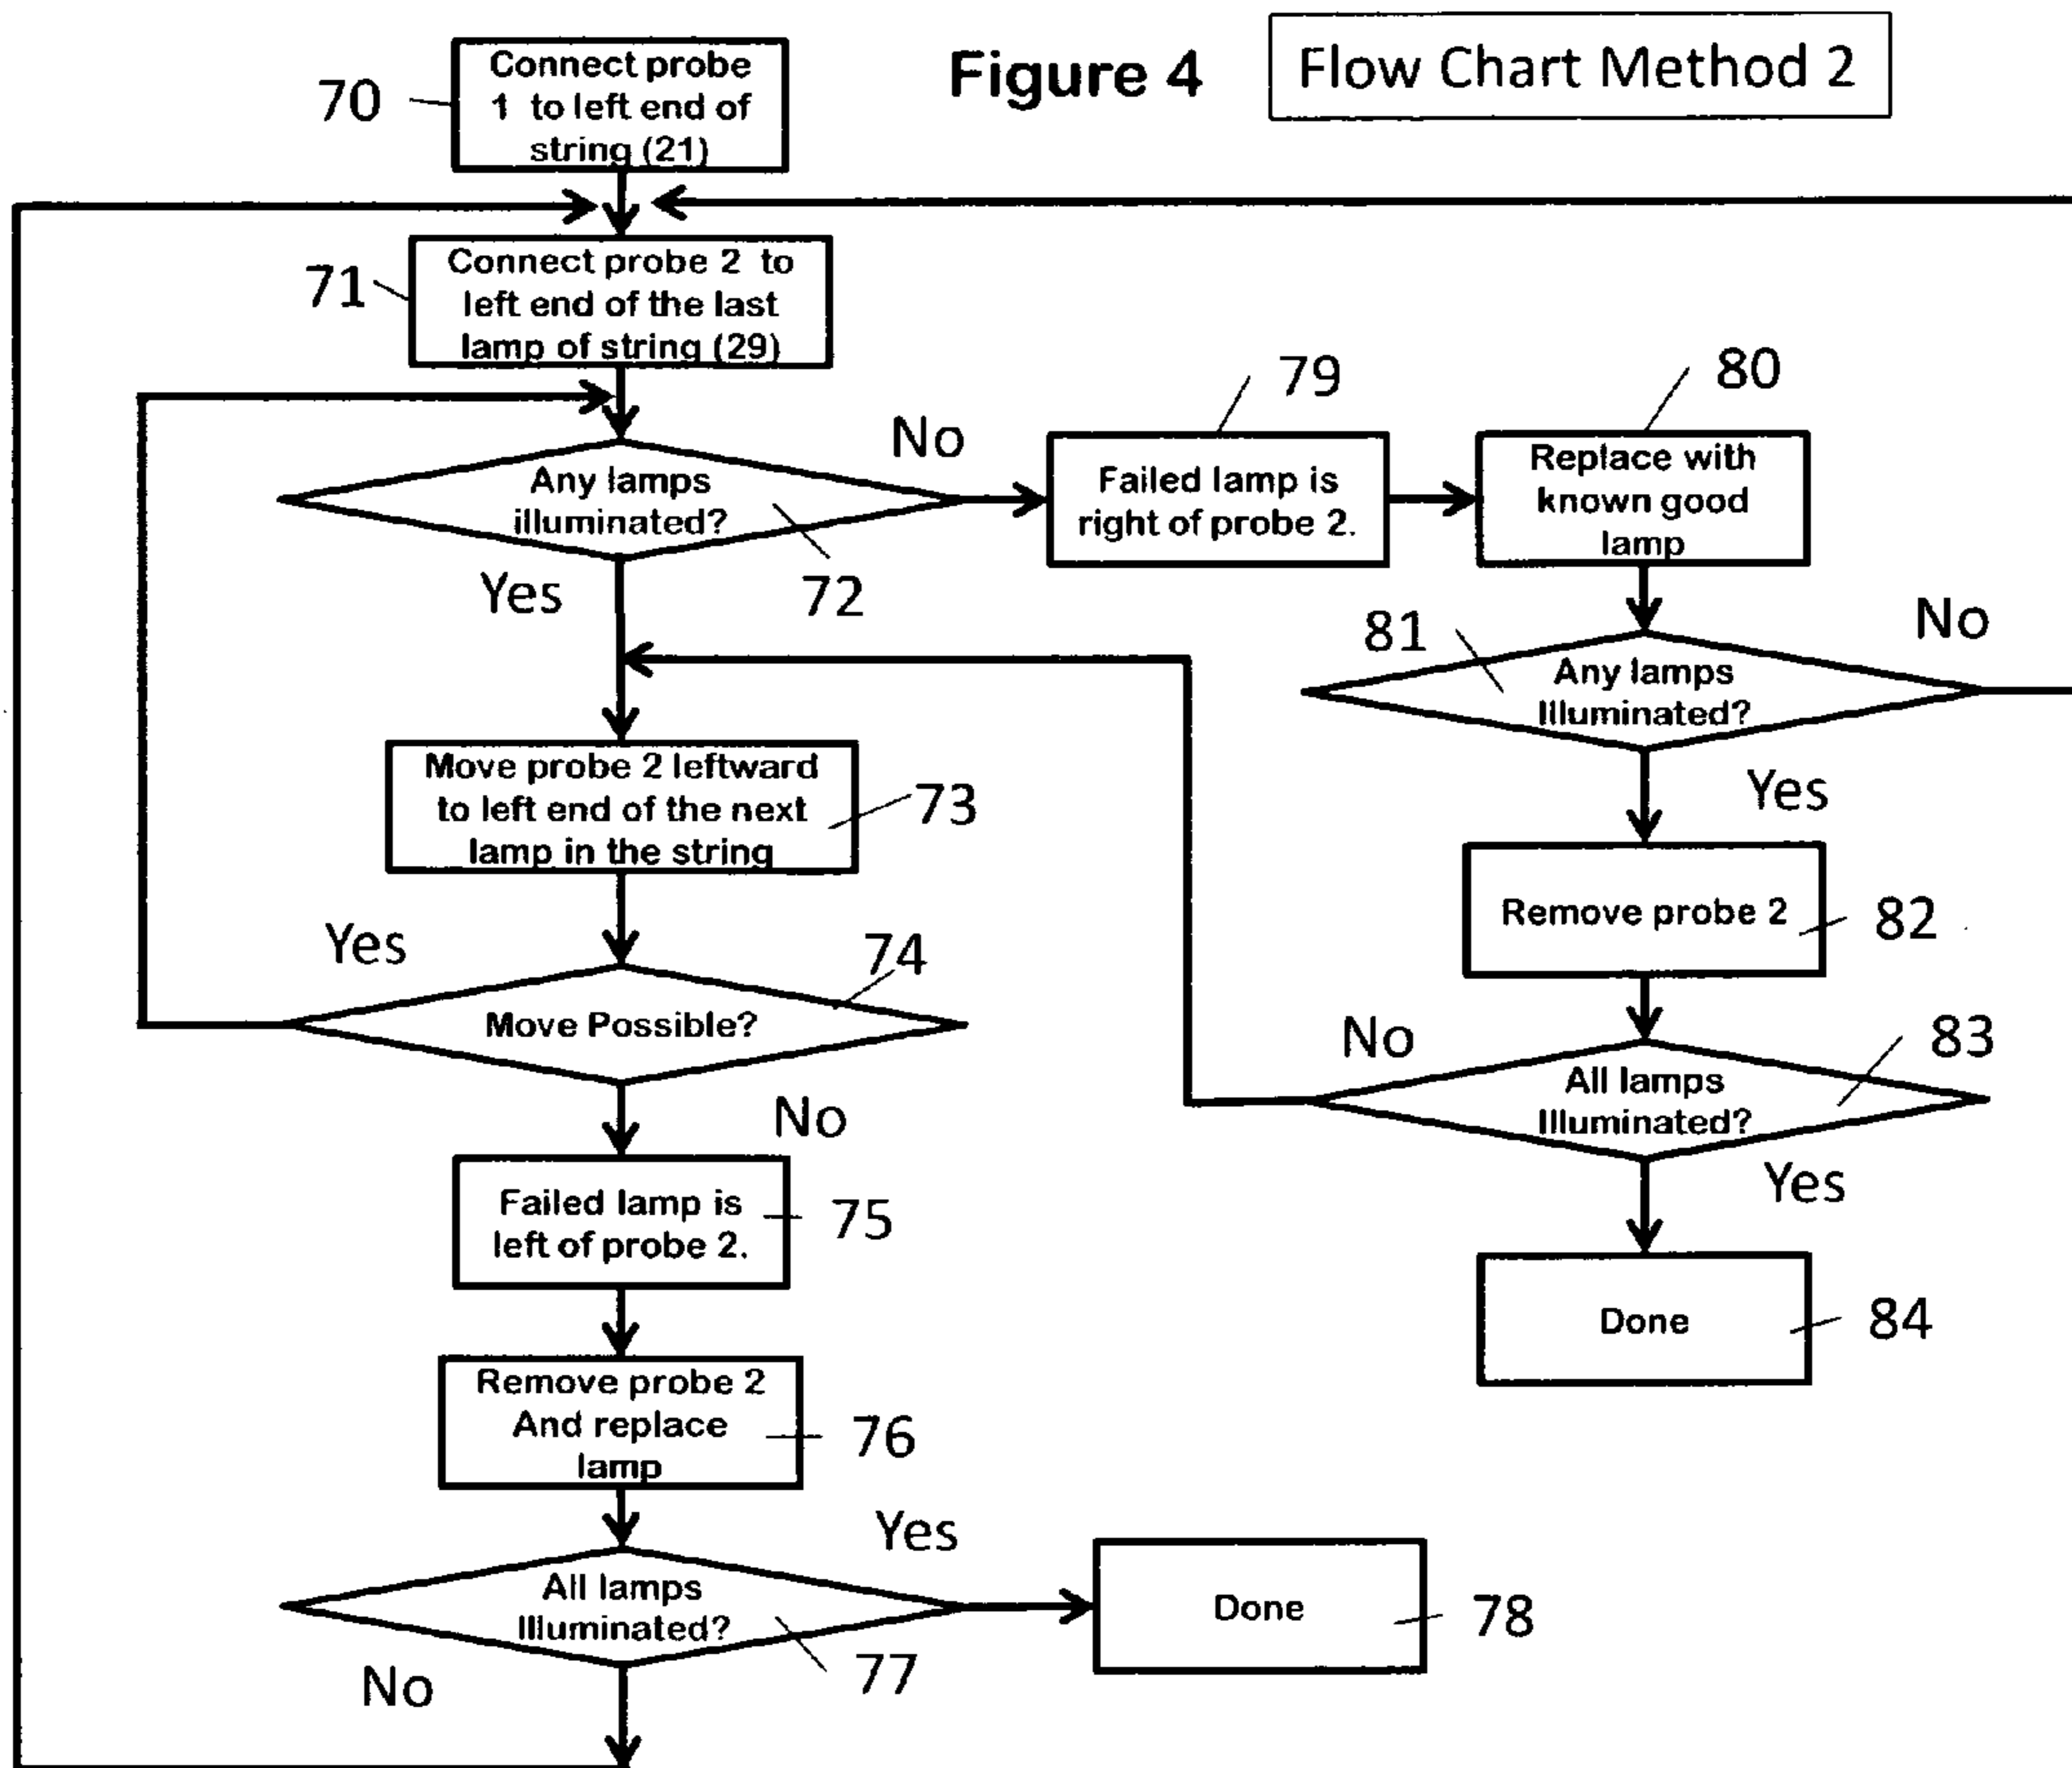 Figure 4
Flow Chart Method 2
70
Connect probe
1 to left end of
string (21)
71
Connect probe 2 to
left end of the last
lamp of string (29)
Any lamps
illuminated?
72
No
Yes
79
Failed lamp is
right of probe 2.
80
Replace with
known good
lamp
81
Any lamps
Illuminated?
No
Yes
Move probe 2 leftward
to left end of the next
lamp in the string
73
Remove probe 2
82
Yes
74
Move Possible?
No
No
83
All lamps
Illuminated?
Yes
Failed lamp is
left of probe 2.
75
Done
84
Remove probe 2
And replace
lamp
76
Yes
All lamps
Illuminated?
77
No
Done
78